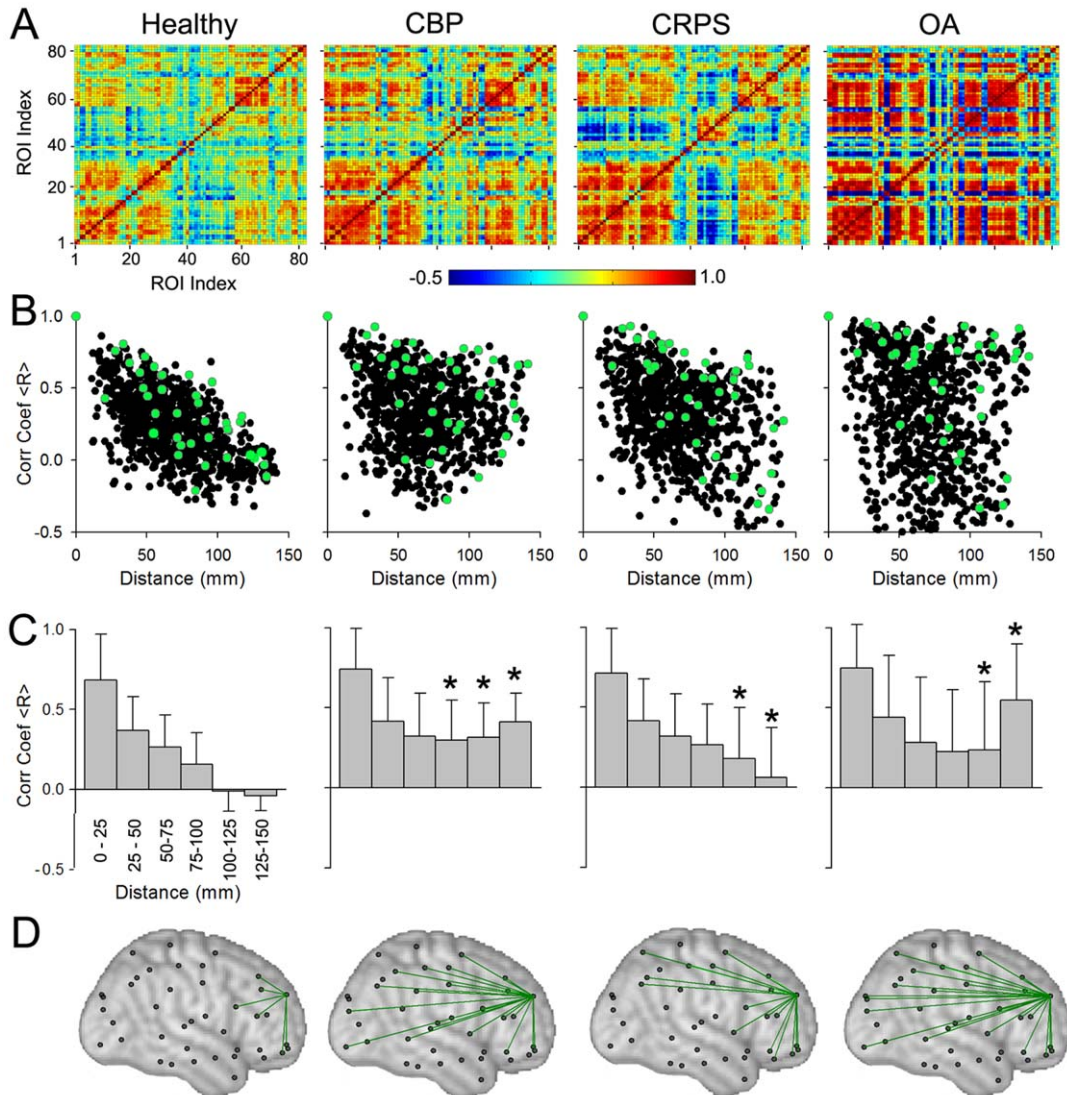 A
Healthy CBP CRPS OA
80
60
40
20
1
ROI Index
1 20 40 60 80
ROI Index
-0.5 1.0
B
1.0
0.5
0.0
-0.5
Corr Coef <R>
0 50 100 150 0 50 100 150 0 50 100 150 0 50 100 150
Distance (mm) Distance (mm) Distance (mm) Distance (mm)
C
1.0
0.5
0.0
-0.5
Corr Coef <R>
0 - 25 25 - 50 50-75 75-100 100-125 125-150
Distance (mm)
* * *
* *
* *
D